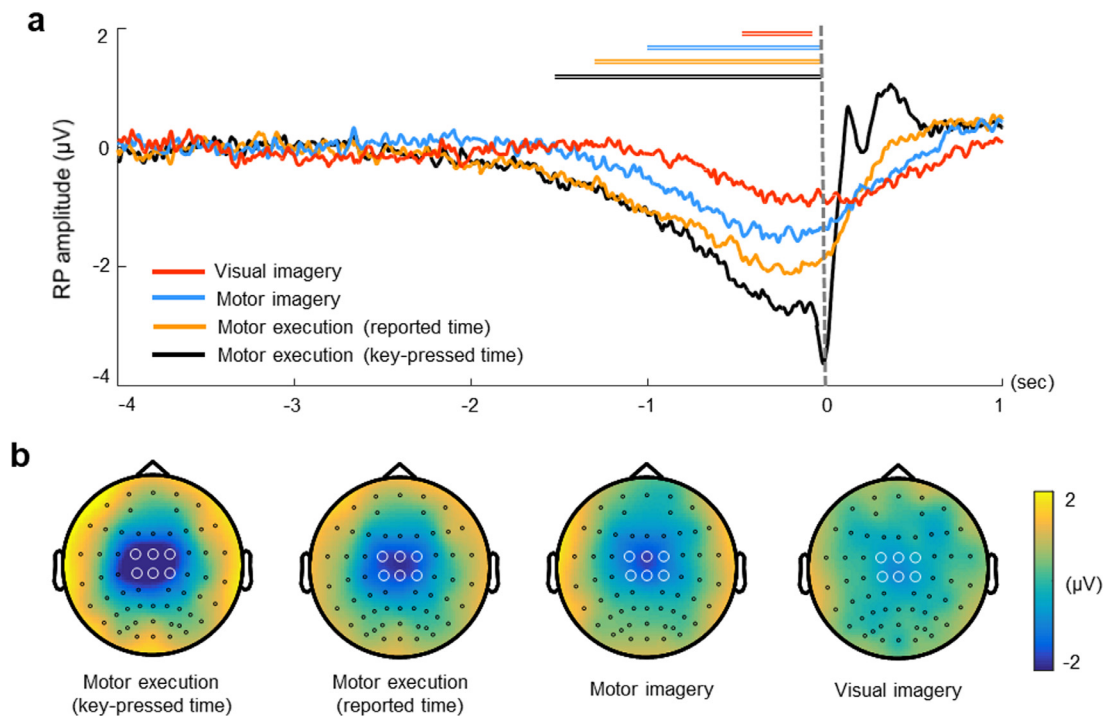 a
2
0
-2
-4
RP amplitude (µV)
Visual imagery
Motor imagery
Motor execution (reported time)
Motor execution (key-pressed time)
-4
-3
-2
-1
0
1
(sec)
b
2
(µV)
-2
Motor execution
(key-pressed time)
Motor execution
(reported time)
Motor imagery
Visual imagery